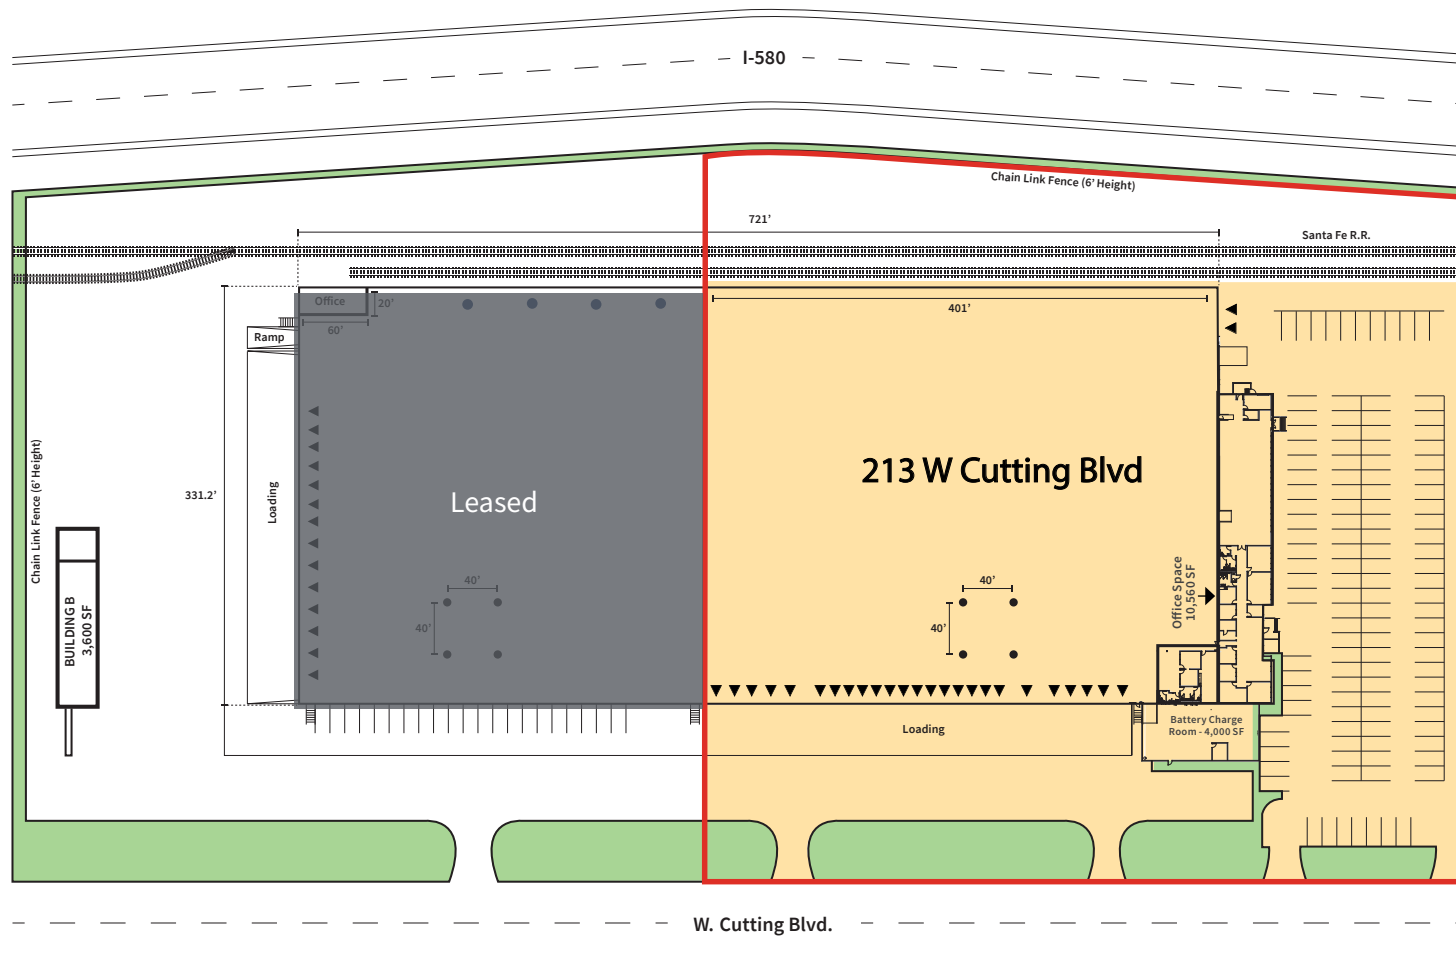 I-580
Chain Link Fence (6' Height)
721'
Santa Fe R.R.
Office
20'
60'
401'
Ramp
331.2'
Loading
Chain Link Fence (6' Height)
BUILDING B
3,600 SF
Leased
213 W Cutting Blvd
40'
40'
40'
40'
Office Space
10,560 SF
Loading
Battery Charge
Room - 4,000 SF
W. Cutting Blvd.